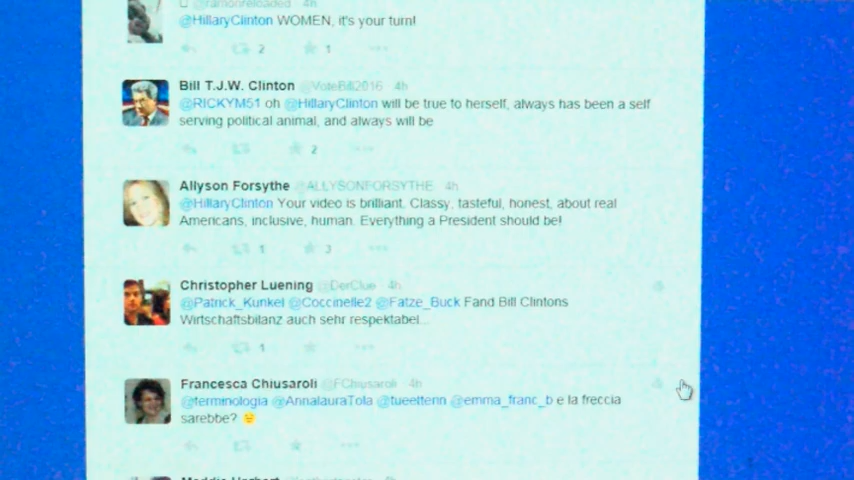 @ramonreloaded 4h
@HillaryClinton WOMEN, it's your turn!
2 1
Bill T.J.W. Clinton @VoteBill2016 · 4h
@RICKYM51 oh @HillaryClinton will be true to herself, always has been a self
serving political animal, and always will be
2
Allyson Forsythe @ALLYSONFORSYTHE · 4h
@HillaryClinton Your video is brilliant. Classy, tasteful, honest, about real
Americans, inclusive, human. Everything a President should be!
1 3
Christopher Luening @DerClue · 4h
@Patrick_Kunkel @Coccinelle2 @Fatze_Buck Fand Bill Clintons
Wirtschaftsbilanz auch sehr respektabel...
1
Francesca Chiusaroli @FChiusaroli · 4h
@terminologia @AnnalauraTola @tueettenn @emma_franc_b e la freccia
sarebbe? 😉